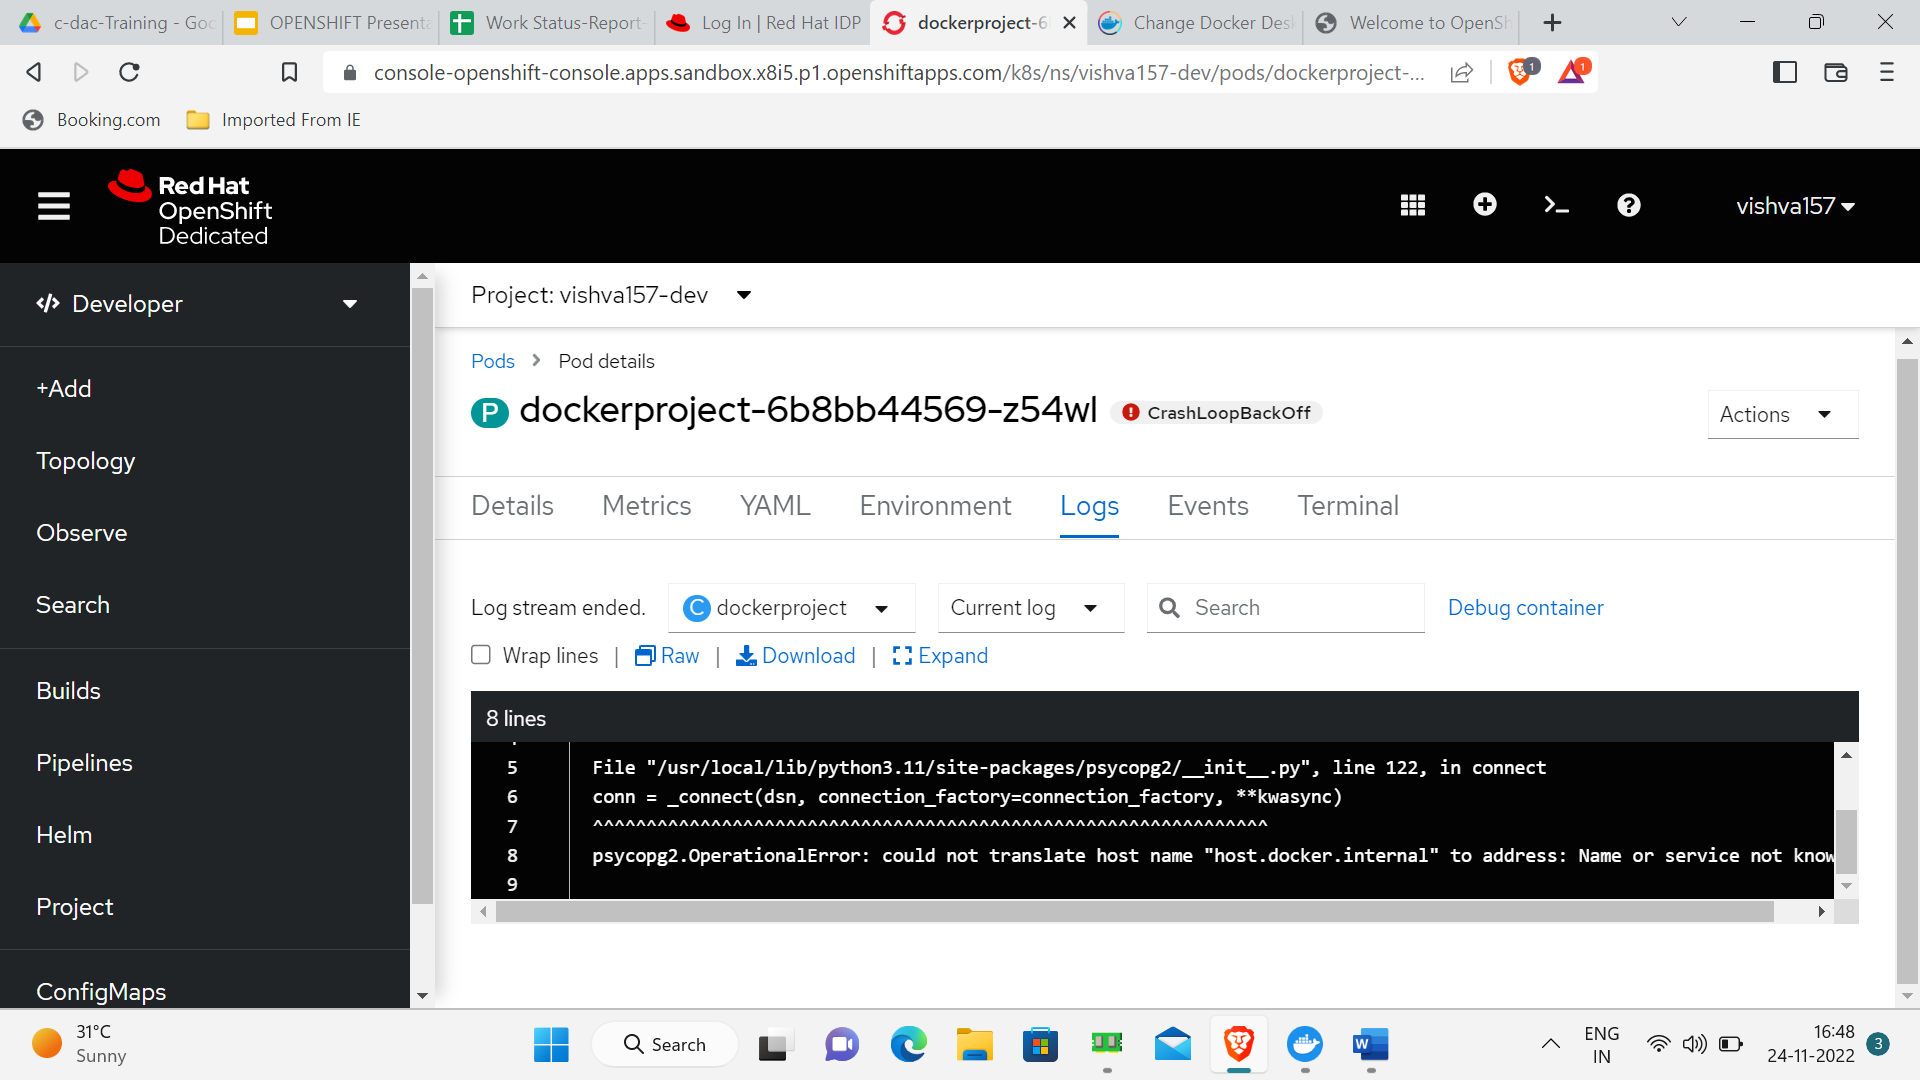 c-dac-Training - Goo
OPENSHIFT Presenta
Work Status-Report-
Log In | Red Hat IDP
dockerproject-6
Change Docker Desk
Welcome to OpenSh
console-openshift-console.apps.sandbox.x8i5.p1.openshiftapps.com/k8s/ns/vishva157-dev/pods/dockerproject-...
1
1
Booking.com
Imported From IE
Red Hat
OpenShift
Dedicated
vishva157
Developer
Project: vishva157-dev
Pods > Pod details
+Add
P dockerproject-6b8bb44569-z54wl
CrashLoopBackOff
Actions
Topology
Details
Metrics
YAML
Environment
Logs
Events
Terminal
Observe
Search
Log stream ended.
C dockerproject
Current log
Search
Debug container
Wrap lines | Raw | Download | Expand
Builds
8 lines
Pipelines
5 File "/usr/local/lib/python3.11/site-packages/psycopg2/__init__.py", line 122, in connect
6 conn = _connect(dsn, connection_factory=connection_factory, **kwasync)
7 ^^^^^^^^^^^^^^^^^^^^^^^^^^^^^^^^^^^^^^^^^^^^^^^^^^^^^^^^^^^^^^^
8 psycopg2.OperationalError: could not translate host name "host.docker.internal" to address: Name or service not know
9
Helm
Project
ConfigMaps
31°C
Sunny
Search
W
ENG
IN
16:48
24-11-2022
3